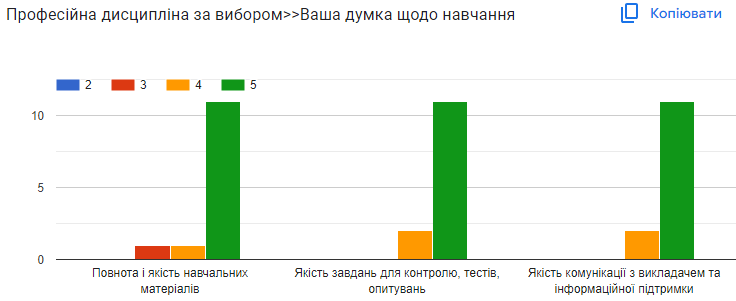 Професійна дисципліна за вибором>>Ваша думка щодо навчання
Копіювати
2 3 4 5
10
5
0
Повнота і якість навчальних
матеріалів
Якість завдань для контролю, тестів,
опитувань
Якість комунікації з викладачем та
інформаційної підтримки